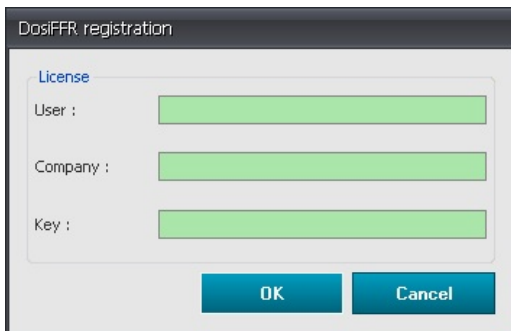 DosiFFR registration
License
User :
Company :
Key :
OK Cancel